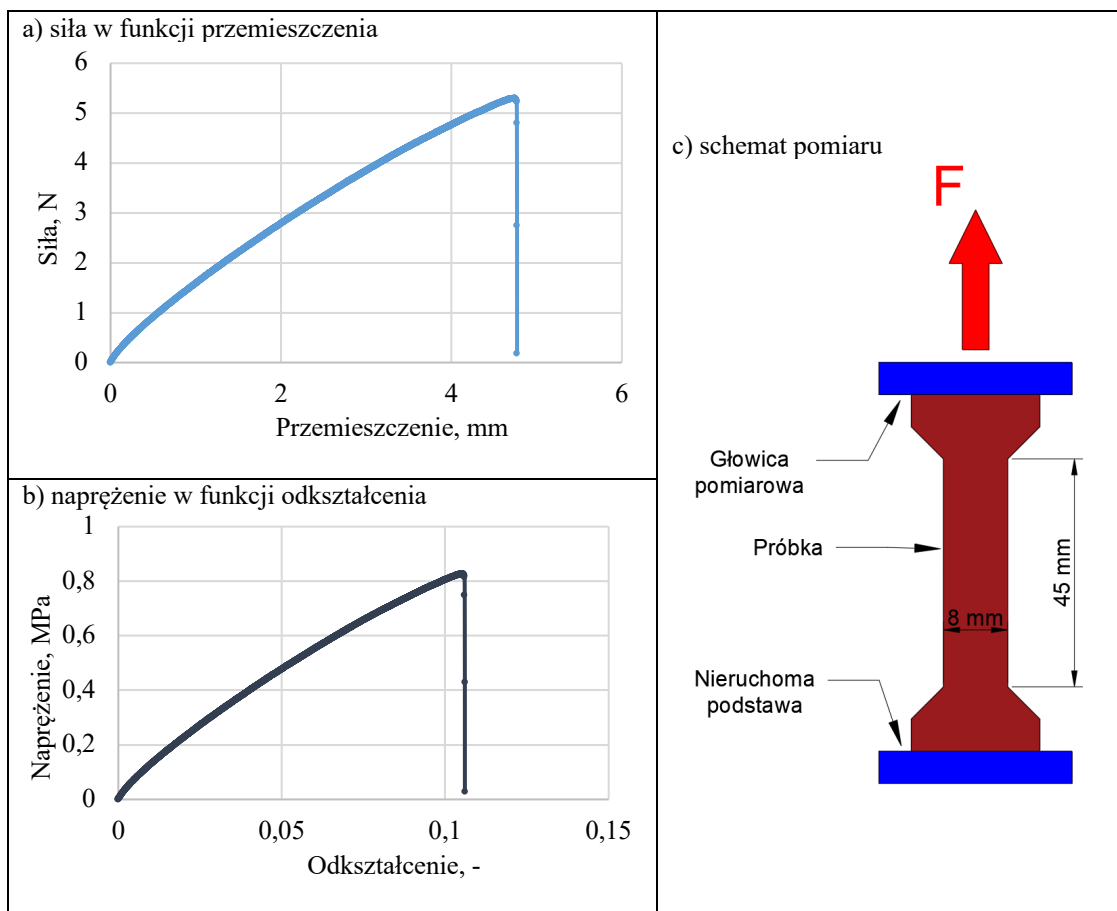 a) siła w funkcji przemieszczenia
6
5
4
3
2
1
0
Siła, N
0 2 4 6
Przemieszczenie, mm
b) naprężenie w funkcji odkształcenia
1
0,8
0,6
0,4
0,2
0
Naprężenie, MPa
0 0,05 0,1 0,15
Odkształcenie, -
c) schemat pomiaru
F
Głowica
pomiarowa
Próbka
8 mm
45 mm
Nieruchoma
podstawa